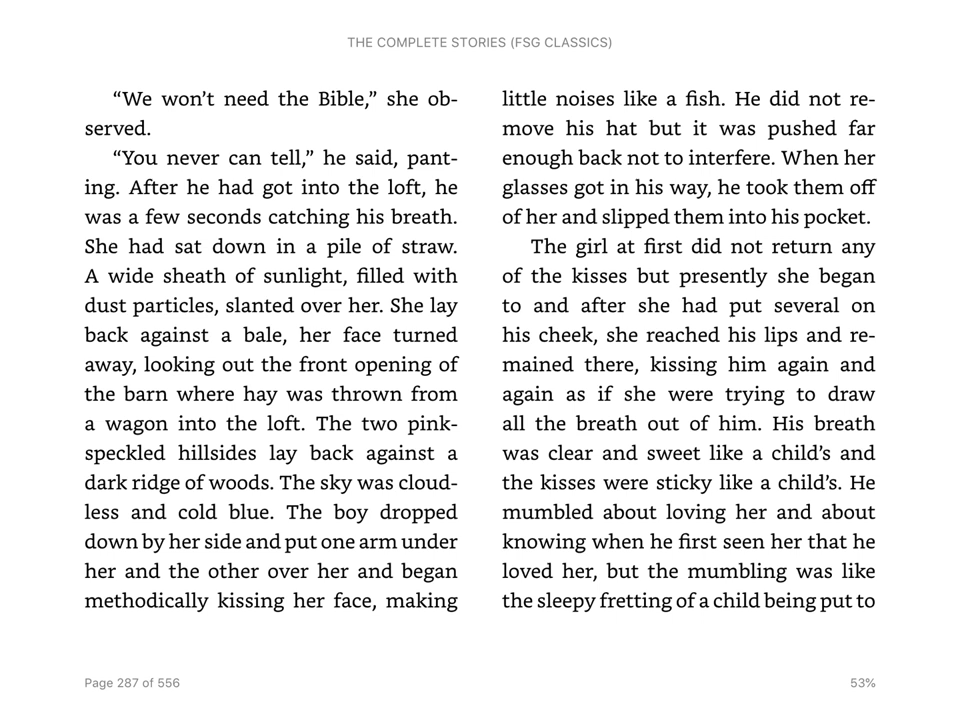 THE COMPLETE STORIES (FSG CLASSICS)
“We won’t need the Bible,” she ob-
served.
“You never can tell,” he said, pant-
ing. After he had got into the loft, he
was a few seconds catching his breath.
She had sat down in a pile of straw.
A wide sheath of sunlight, filled with
dust particles, slanted over her. She lay
back against a bale, her face turned
away, looking out the front opening of
the barn where hay was thrown from
a wagon into the loft. The two pink-
speckled hillsides lay back against a
dark ridge of woods. The sky was cloud-
less and cold blue. The boy dropped
down by her side and put one arm under
her and the other over her and began
methodically kissing her face, making
little noises like a fish. He did not re-
move his hat but it was pushed far
enough back not to interfere. When her
glasses got in his way, he took them off
of her and slipped them into his pocket.
The girl at first did not return any
of the kisses but presently she began
to and after she had put several on
his cheek, she reached his lips and re-
mained there, kissing him again and
again as if she were trying to draw
all the breath out of him. His breath
was clear and sweet like a child’s and
the kisses were sticky like a child’s. He
mumbled about loving her and about
knowing when he first seen her that he
loved her, but the mumbling was like
the sleepy fretting of a child being put to
Page 287 of 556
53%